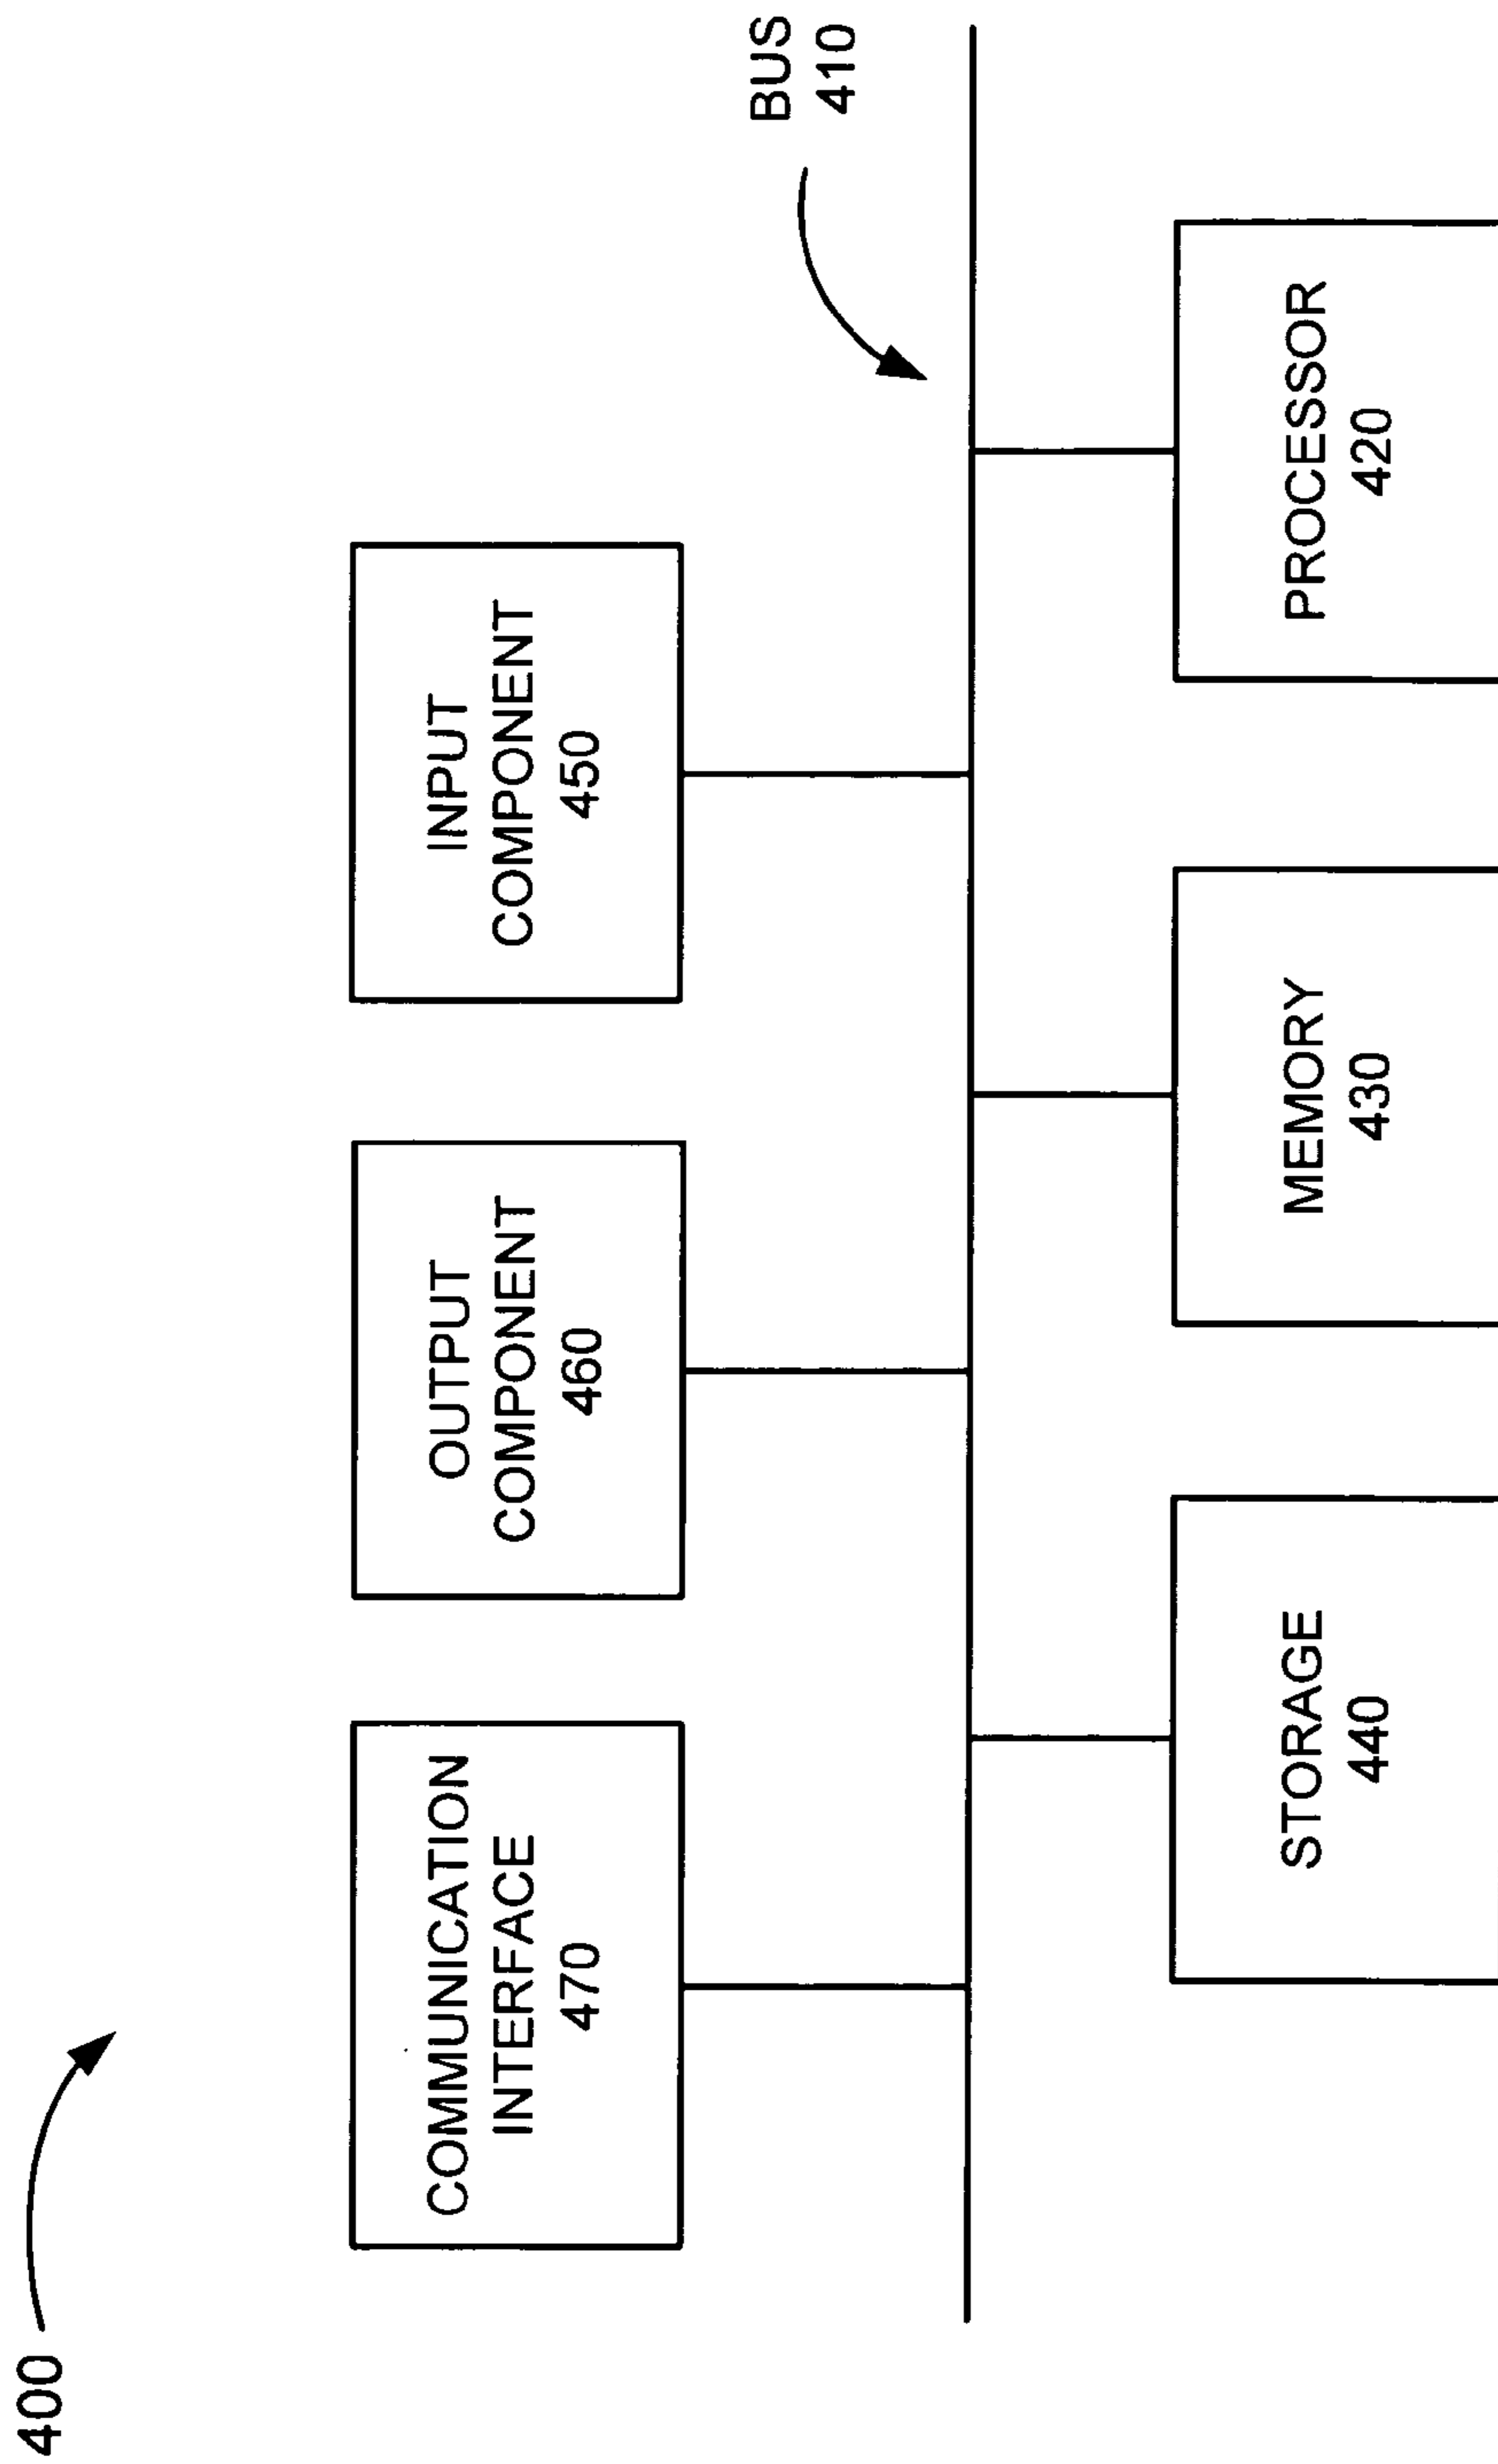 400
COMMUNICATION
INTERFACE
470
OUTPUT
COMPONENT
460
INPUT
COMPONENT
450
BUS
410
STORAGE
440
MEMORY
430
PROCESSOR
420